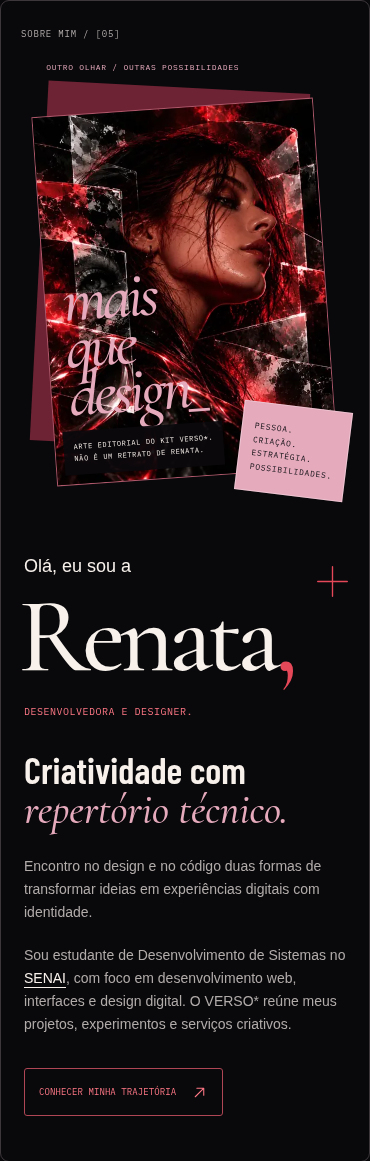 SOBRE MIM / [05]
OUTRO OLHAR / OUTRAS POSSIBILIDADES
mais
que
design_
ARTE EDITORIAL DO KIT VERSO*.
NÃO É UM RETRATO DE RENATA.
PESSOA.
CRIAÇÃO.
ESTRATÉGIA.
POSSIBILIDADES.
Olá, eu sou a
Renata,
DESENVOLVEDORA E DESIGNER.
Criatividade com
repertório técnico.
Encontro no design e no código duas formas de
transformar ideias em experiências digitais com
identidade.
Sou estudante de Desenvolvimento de Sistemas no
SENAI, com foco em desenvolvimento web,
interfaces e design digital. O VERSO* reúne meus
projetos, experimentos e serviços criativos.
CONHECER MINHA TRAJETÓRIA